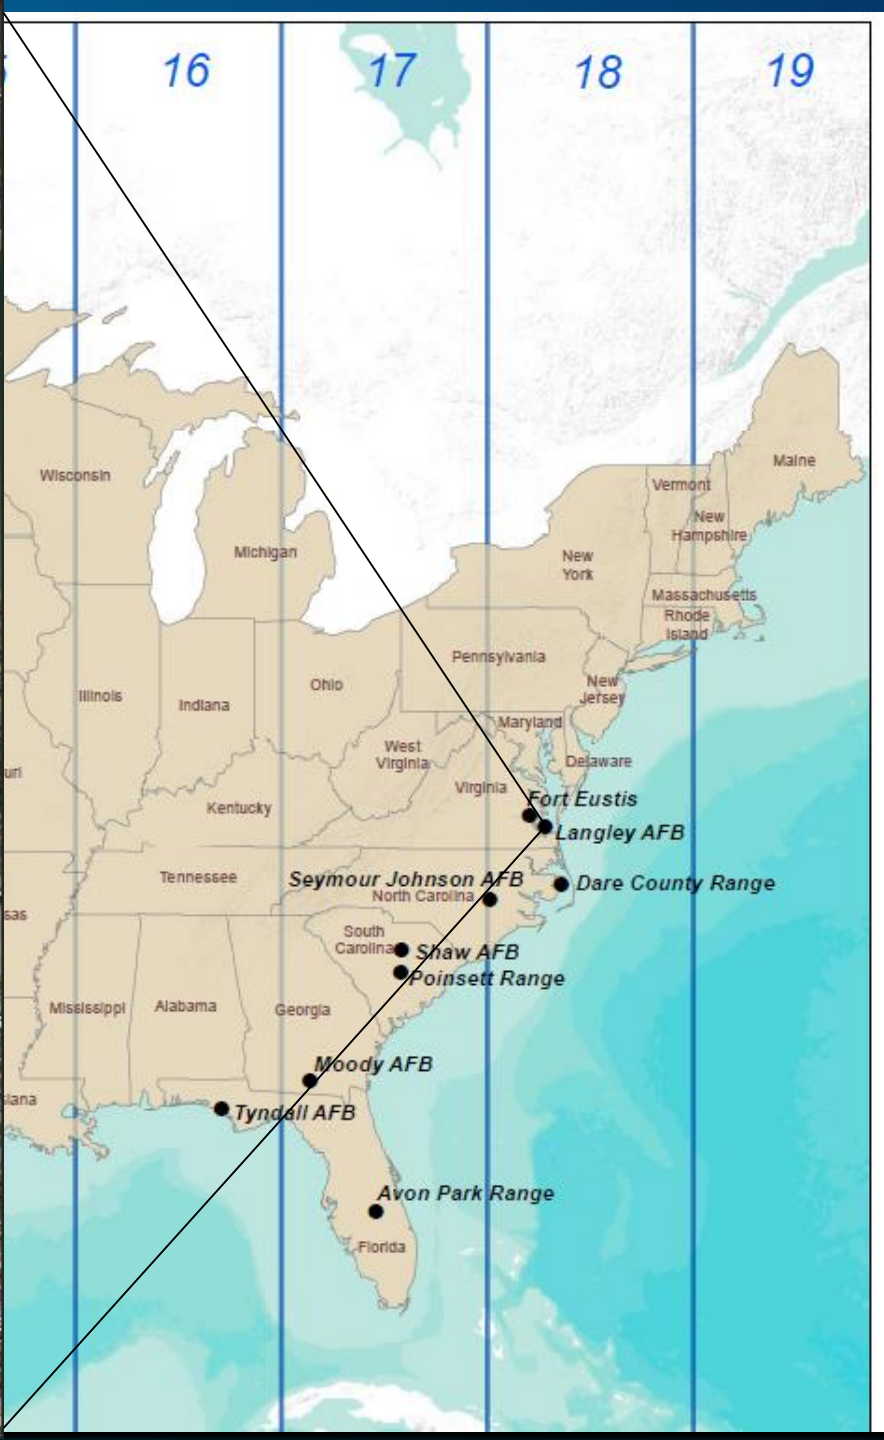 16
17
18
19
Maine
Wisconsin
Vermont
New
Hampshire
Michigan
New
York
Massachusetts
Rhode
Island
Pennsylvania
Ohio
New
Jersey
Illinois
Indiana
Maryland
West
Virginia
Delaware
Virginia
Fort Eustis
Kentucky
Langley AFB
Tennessee
Seymour Johnson AFB
Dare County Range
North Carolina
South
Carolina
Shaw AFB
Poinsett Range
Mississippi
Alabama
Georgia
Moody AFB
Tyndall AFB
Avon Park Range
Florida